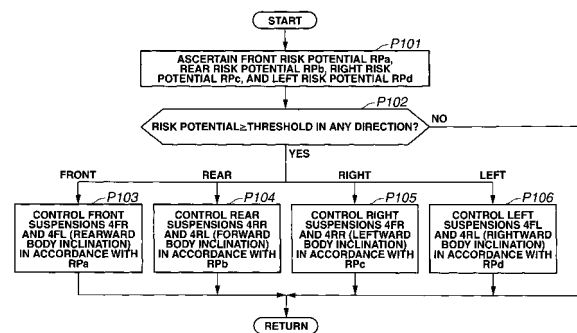 START
P101
ASCERTAIN FRONT RISK POTENTIAL RPa,
REAR RISK POTENTIAL RPb, RIGHT RISK
POTENTIAL RPc, AND LEFT RISK POTENTIAL RPd
P102
RISK POTENTIAL≥THRESHOLD IN ANY DIRECTION?
NO
YES
FRONT
REAR
RIGHT
LEFT
P103
CONTROL FRONT
SUSPENSIONS 4FR
AND 4FL (REARWARD
BODY INCLINATION)
IN ACCORDANCE WITH
RPa
P104
CONTROL REAR
SUSPENSIONS 4RR
AND 4RL (FORWARD
BODY INCLINATION)
IN ACCORDANCE
WITH RPb
P105
CONTROL RIGHT
SUSPENSIONS 4FR
AND 4RR (LEFTWARD
BODY INCLINATION)
IN ACCORDANCE
WITH RPc
P106
CONTROL LEFT
SUSPENSIONS 4FL
AND 4RL (RIGHTWARD
BODY INCLINATION)
IN ACCORDANCE WITH
RPd
RETURN